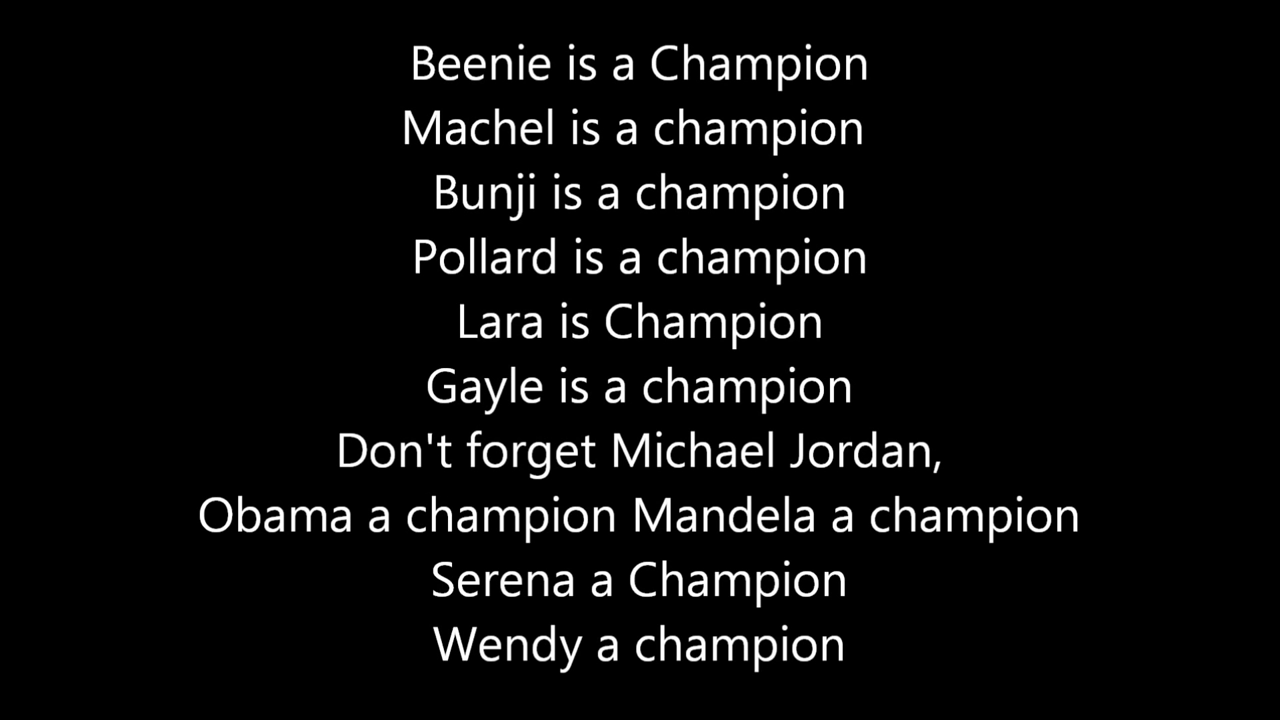 Beenie is a Champion
Machel is a champion
Bunji is a champion
Pollard is a champion
Lara is Champion
Gayle is a champion
Don't forget Michael Jordan,
Obama a champion Mandela a champion
Serena a Champion
Wendy a champion